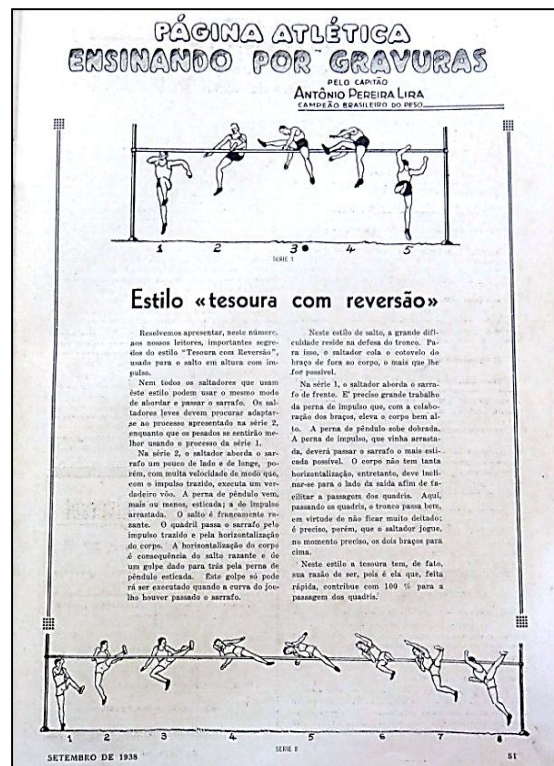 PÁGINA ATLÉTICA
ENSINANDO POR GRAVURAS
PELO CAPITÃO
ANTÔNIO PEREIRA LIRA
CAMPEÃO BRASILEIRO DO PESO
1 2 3 4 5
SERIE 1
Estilo «tesoura com reversão»
Resolvemos apresentar, neste número,
aos nossos leitores, importantes segre-
dos do estilo "Tesoura com Reversão",
usado para o salto em altura com im-
pulso.
Nem todos os saltadores que usam
êste estilo podem usar o mesmo modo
de abordar e passar o sarrafo. Os sal-
tadores leves devem procurar adaptar-
se ao processo apresentado na série 2,
enquanto que os pesados se sentirão me-
lhor usando o processo da série 1.
Na série 2, o saltador aborda o sar-
rafo um pouco de lado e de longe, po-
rém, com muita velocidade de modo que,
com o impulso trazido, executa um ver-
dadeiro vôo. A perna de pêndulo vem,
mais ou menos, esticada; a de impulso
arrastada. O salto é francamente ra-
zante. O quadril passa o sarrafo pelo
impulso trazido e pela horizontalização
do corpo. A horizontalização do corpo
é consequência do salto razante e de
um golpe dado para trás pela perna de
pêndulo esticada. Êste golpe só pode
rá ser executado quando a curva do joe-
lho houver passado o sarrafo.
Neste estilo de salto, a grande difi-
culdade reside na defesa do tronco. Pa-
ra isso, o saltador cola o cotovelo do
braço de fora ao corpo, o mais que lhe
for possivel.
Na série 1, o saltador aborda o sarra-
fo de frente. E' preciso grande trabalho
da perna de impulso que, com a colabo-
ração dos braços, eleva o corpo bem al-
to. A perna de pêndulo sobe dobrada.
A perna de impulso, que vinha arrasta-
da, deverá passar o sarrafo o mais esti-
cada possivel. O corpo não tem tanta
horizontalização, entretanto, deve incli-
nar-se para o lado da saida afim de fa-
cilitar a passagem dos quadris. Aqui,
passando os quadris, o tronco passa bem,
em virtude de não ficar muito deitado;
é preciso, porém, que o saltador jogue,
no momento preciso, os dois braços para
cima.
Neste estilo a tesoura tem, de fato,
sua rasão de ser, pois é ela que, feita
rápida, contribue com 100 % para a
passagem dos quadris.
1 2 3 4 5 6 7 8
SERIE 2
SETEMBRO DE 1938
51